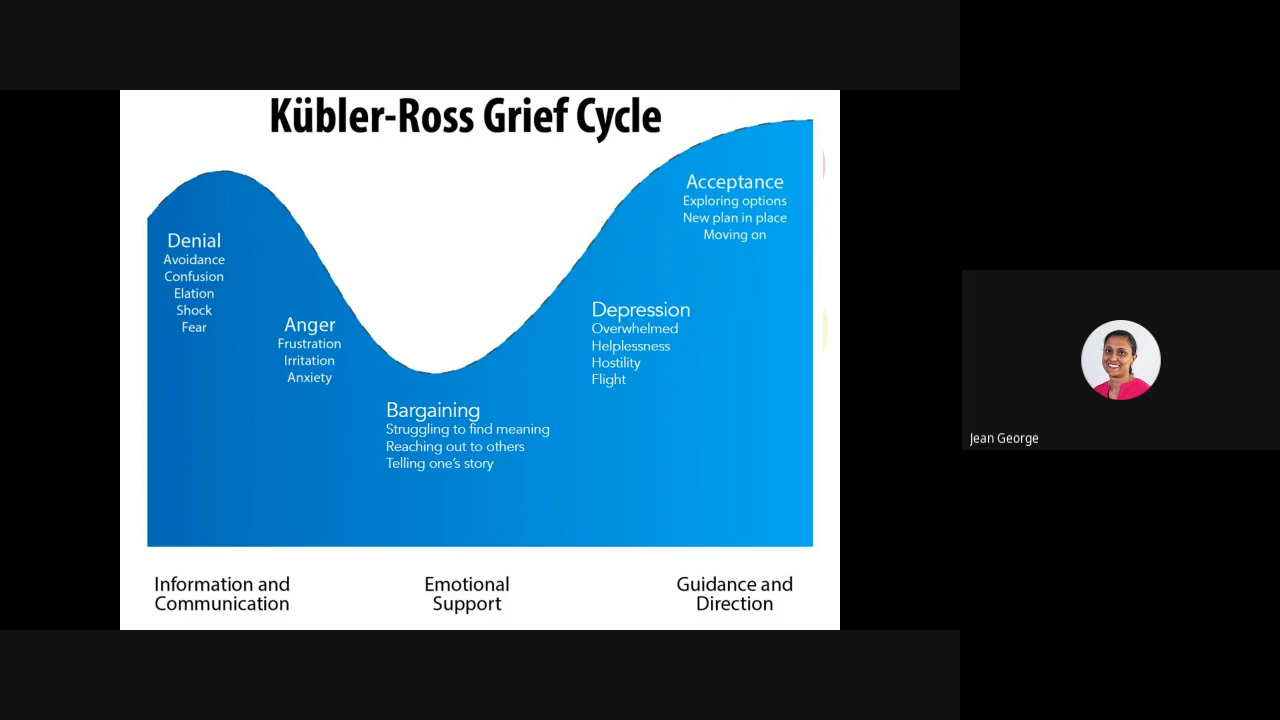 Kübler-Ross Grief Cycle
Denial
Avoidance
Confusion
Elation
Shock
Fear
Anger
Frustration
Irritation
Anxiety
Bargaining
Struggling to find meaning
Reaching out to others
Telling one's story
Depression
Overwhelmed
Helplessness
Hostility
Flight
Acceptance
Exploring options
New plan in place
Moving on
Information and
Communication
Emotional
Support
Guidance and
Direction
Jean George